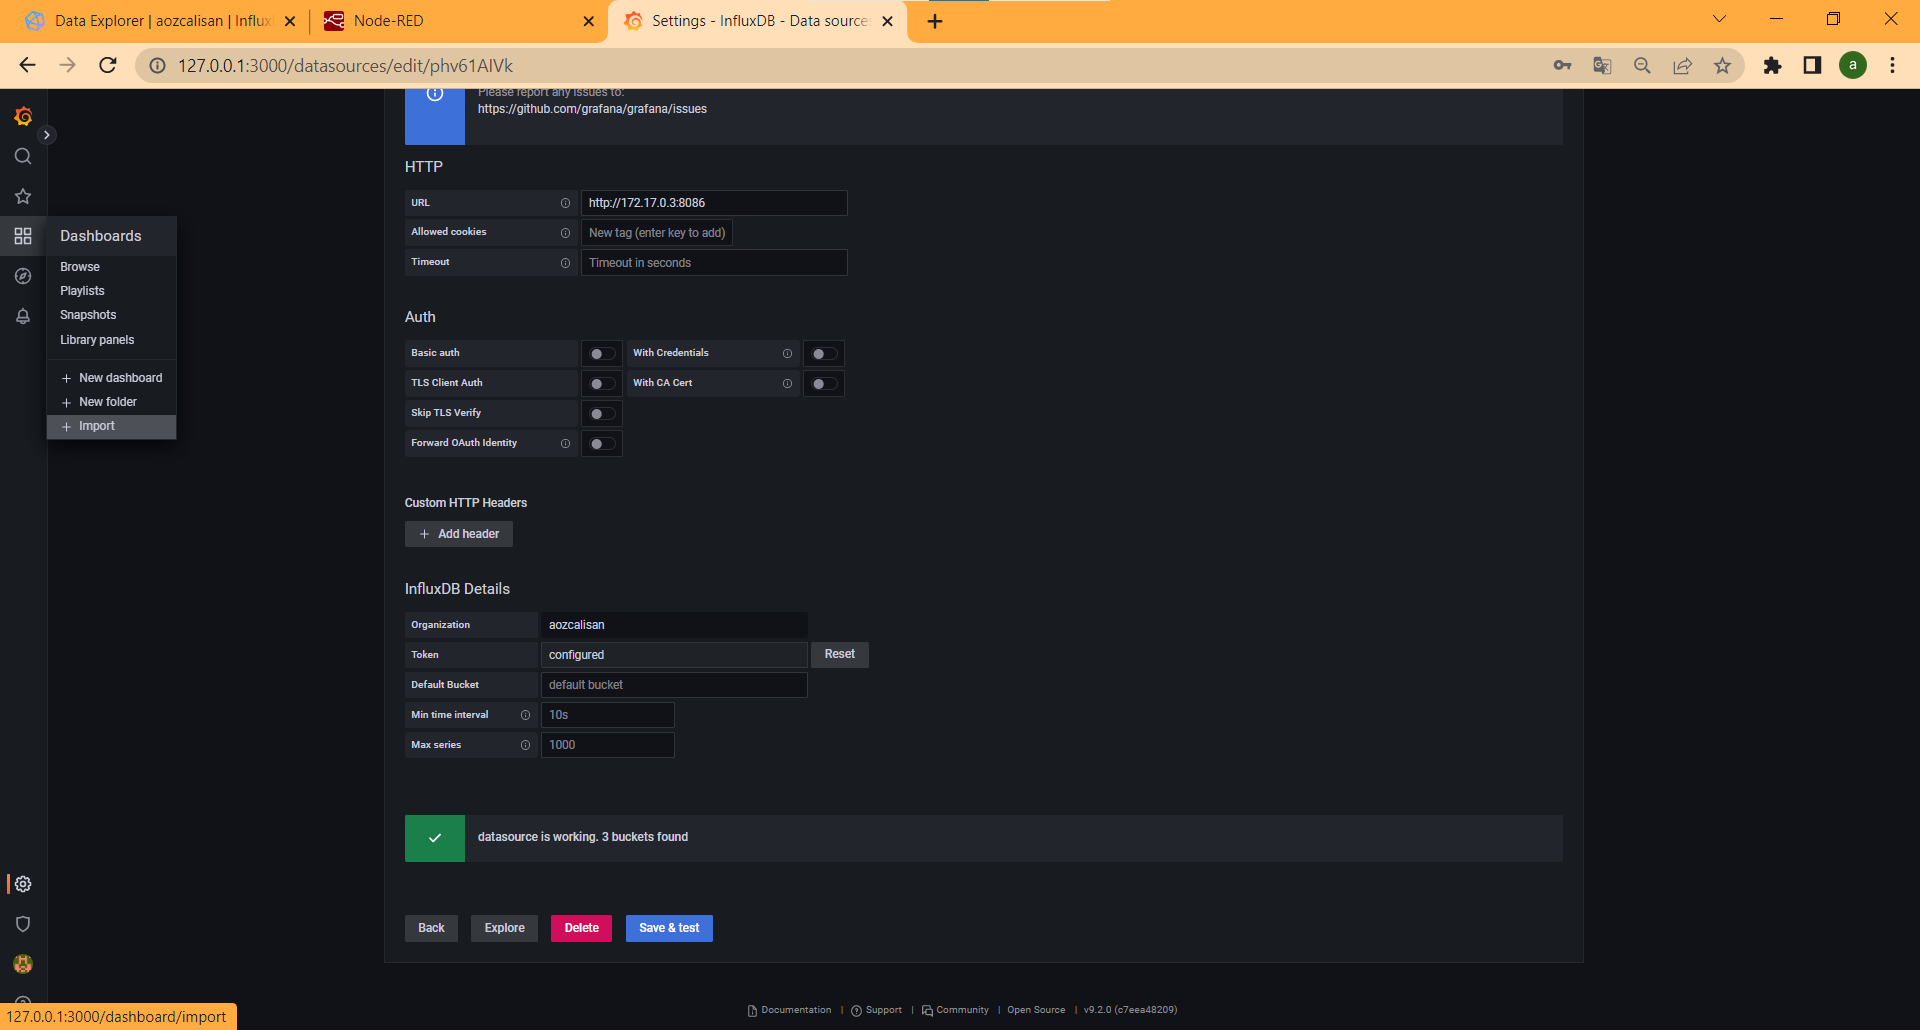 Data Explorer | aozcalisan | Influx
Node-RED
Settings - InfluxDB - Data source
127.0.0.1:3000/datasources/edit/phv61AIVk
a
Please report any issues to:
https://github.com/grafana/grafana/issues
HTTP
URL
http://172.17.0.3:8086
Allowed cookies
New tag (enter key to add)
Timeout
Timeout in seconds
Dashboards
Browse
Playlists
Snapshots
Library panels
+ New dashboard
+ New folder
+ Import
Auth
Basic auth
With Credentials
TLS Client Auth
With CA Cert
Skip TLS Verify
Forward OAuth Identity
Custom HTTP Headers
+ Add header
InfluxDB Details
Organization
aozcalisan
Token
configured
Reset
Default Bucket
default bucket
Min time interval
10s
Max series
1000
datasource is working. 3 buckets found
Back
Explore
Delete
Save & test
Documentation | Support | Community | Open Source | v9.2.0 (c7eea48209)
127.0.0.1:3000/dashboard/import